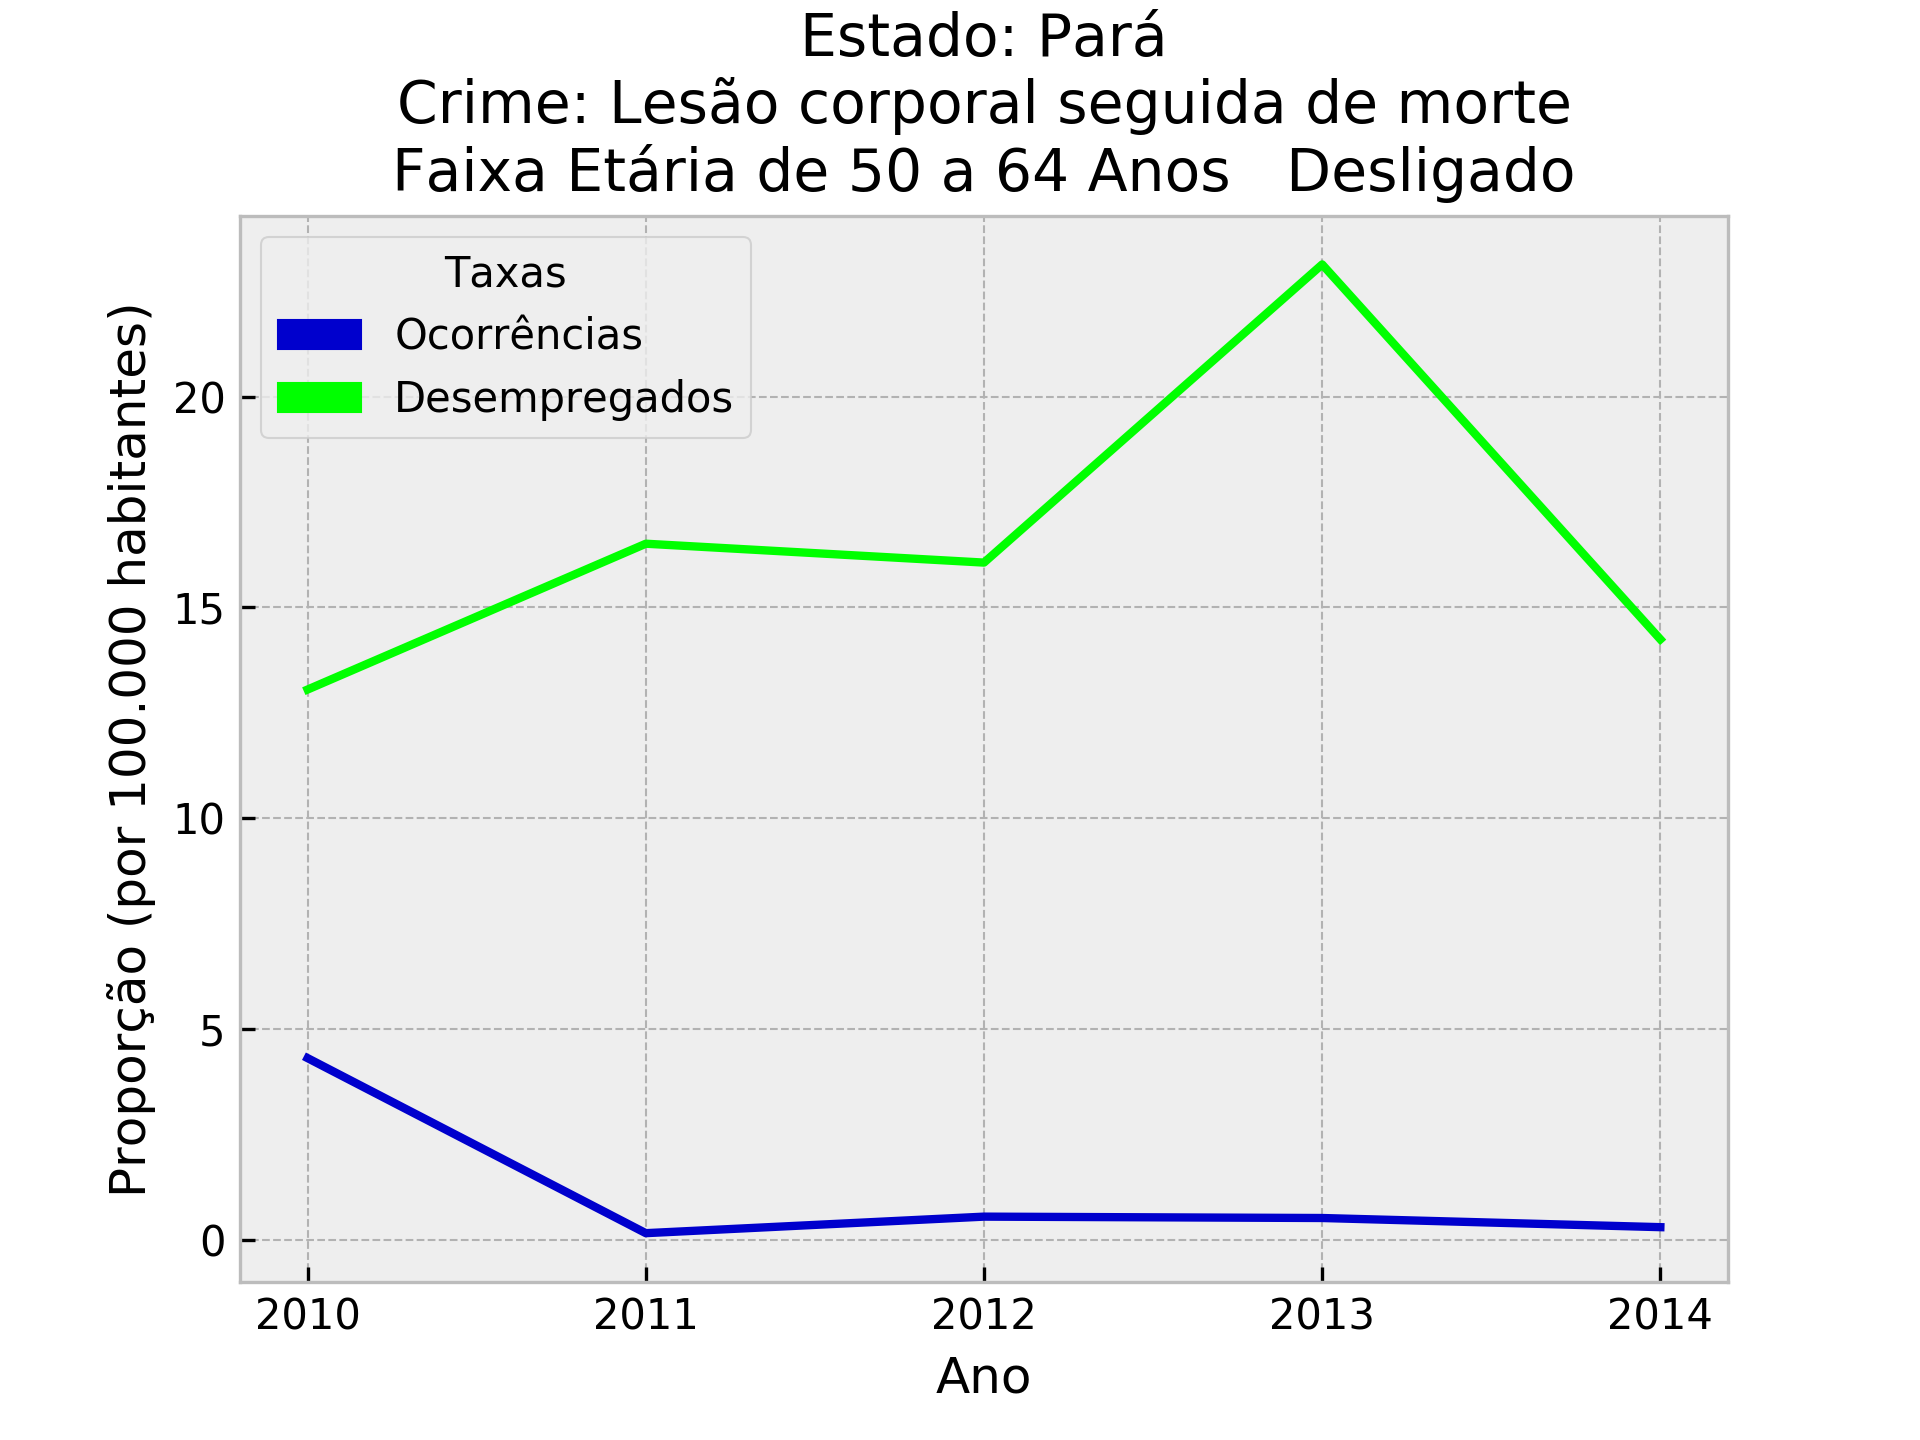 Estado: Pará
Crime: Lesão corporal seguida de morte
Faixa Etária de 50 a 64 Anos   Desligado
Taxas
Ocorrências
Desempregados
Proporção (por 100.000 habitantes)
20
15
10
5
0
2010 2011 2012 2013 2014
Ano